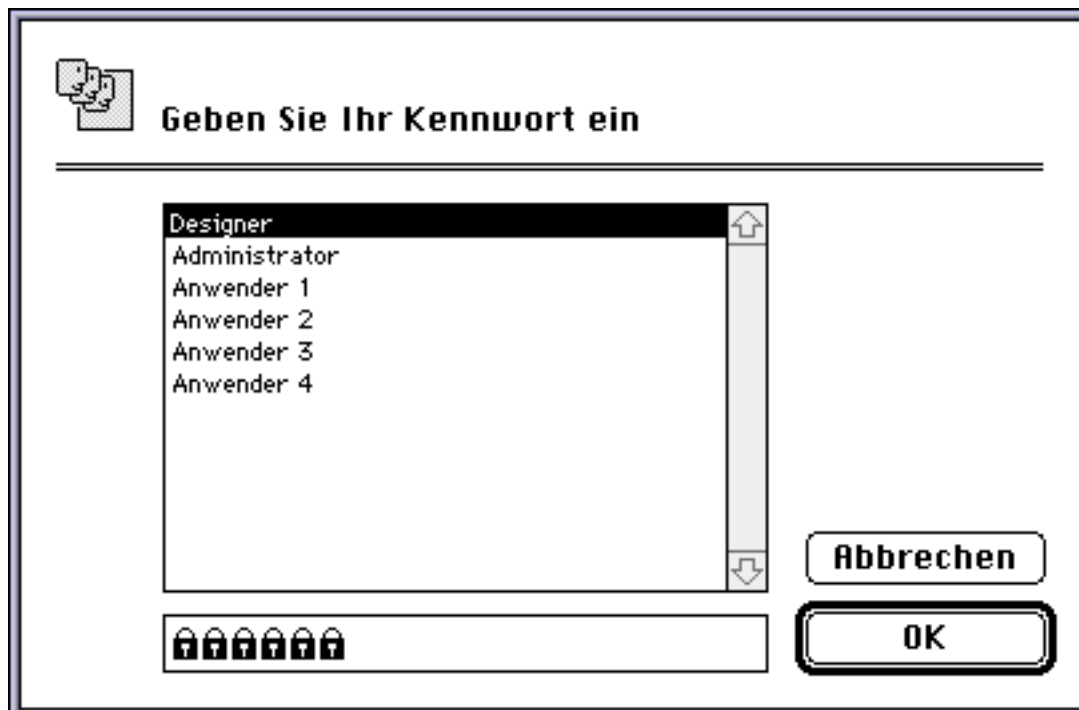 Geben Sie Ihr Kennwort ein
Designer
Administrator
Anwender 1
Anwender 2
Anwender 3
Anwender 4
Abbrechen
OK